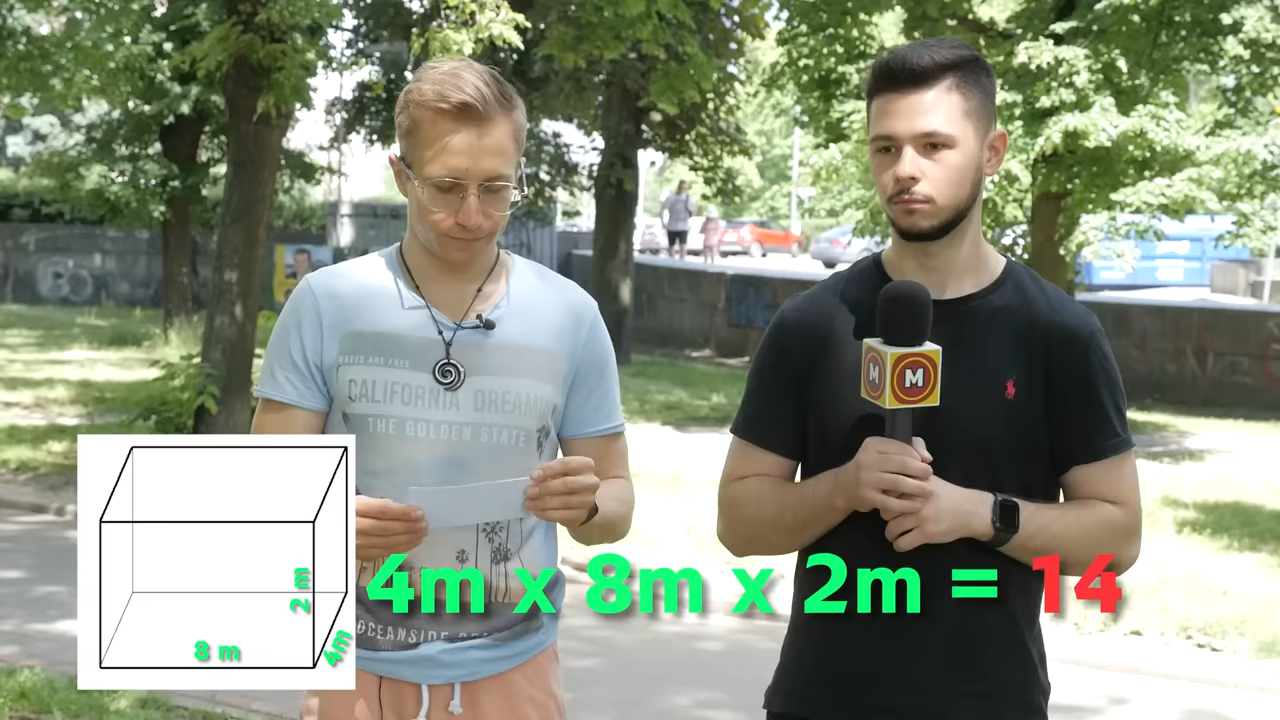 WAVES ARE FREE
CALIFORNIA DREAMIN
THE GOLDEN STATE
M M
2 m
8 m
4m
4m x 8m x 2m = 14
OCEANSIDE